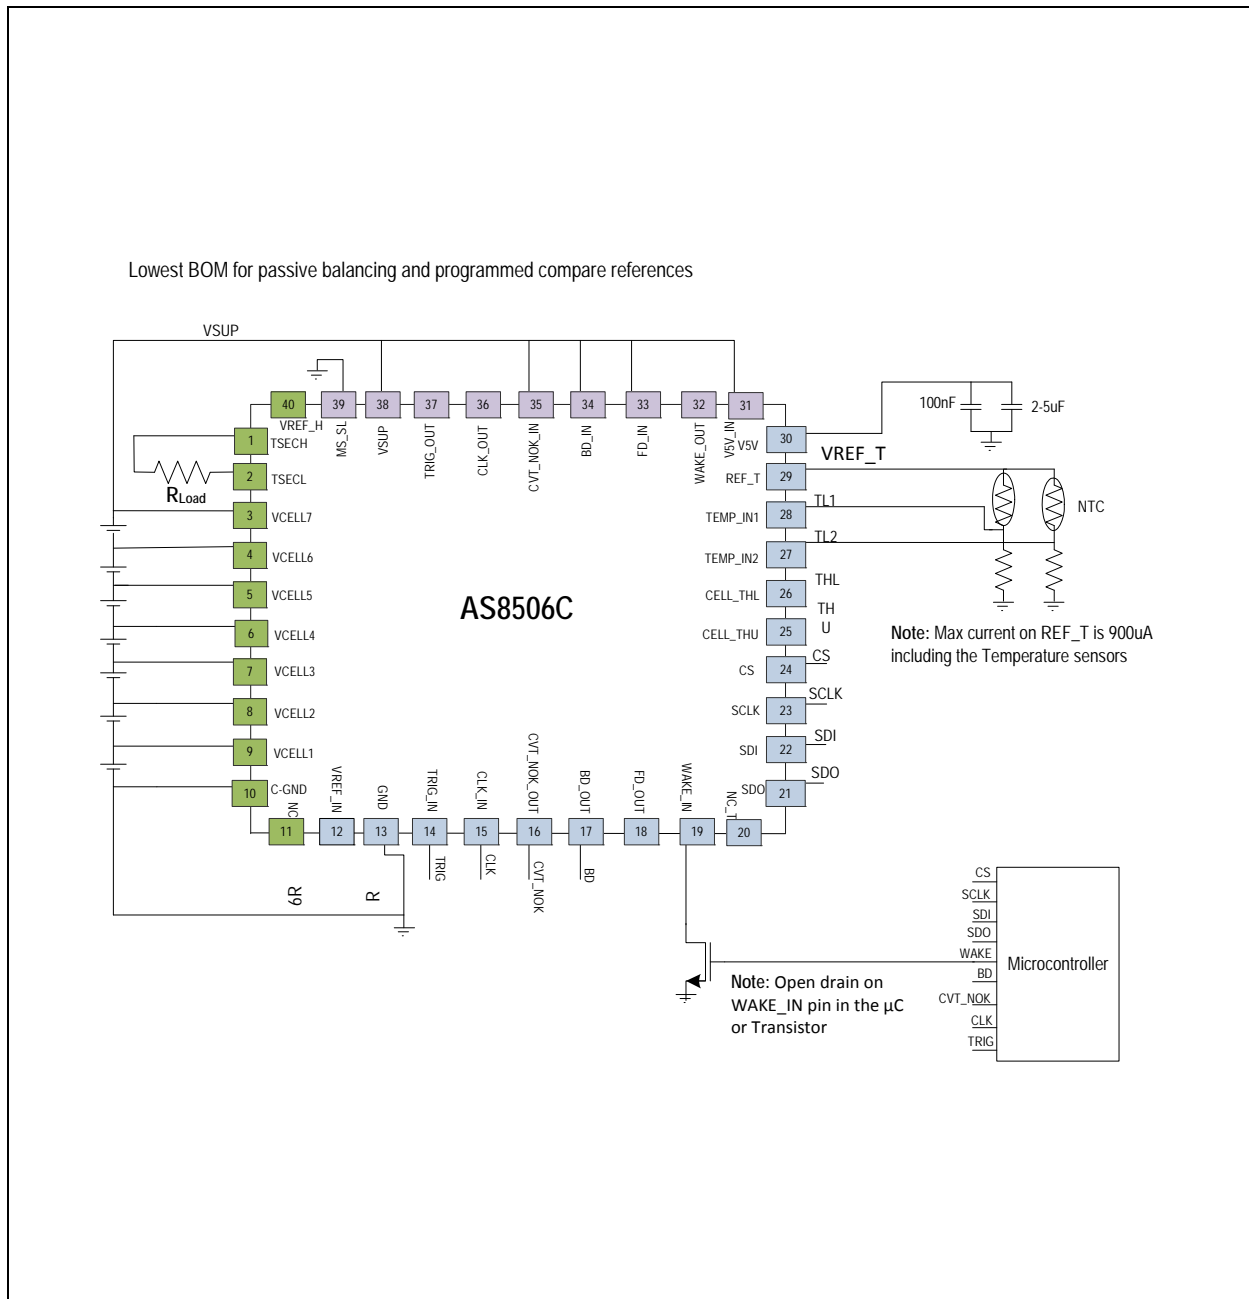 Lowest BOM for passive balancing and programmed compare references
VSUP
40
39
38
37
36
35
34
33
32
31
VREF_H
MS_SL
VSUP
TRIG_OUT
CLK_OUT
CVT_NOK_IN
BD_IN
FD_IN
WAKE_OUT
V5V_IN
1
TSECH
2
TSECL
RLoad
3
VCELL7
4
VCELL6
5
VCELL5
6
VCELL4
7
VCELL3
8
VCELL2
9
VCELL1
10
C-GND
AS8506C
V5V
30
100nF
2-5uF
VREF_T
REF_T
29
TL1
TEMP_IN1
28
NTC
TL2
TEMP_IN2
27
THL
CELL_THL
26
TH
U
CELL_THU
25
Note: Max current on REF_T is 900uA
including the Temperature sensors
CS
CS
24
SCLK
SCLK
23
SDI
SDI
22
SDO
SDO
21
NC
VREF_IN
GND
TRIG_IN
CLK_IN
CVT_NOK_OUT
BD_OUT
FD_OUT
WAKE_IN
NC_T
11
12
13
14
15
16
17
18
19
20
6R
R
TRIG
CLK
CVT_NOK
BD
CS
SCLK
SDI
SDO
WAKE
BD
CVT_NOK
CLK
TRIG
Microcontroller
Note: Open drain on
WAKE_IN pin in the µC
or Transistor